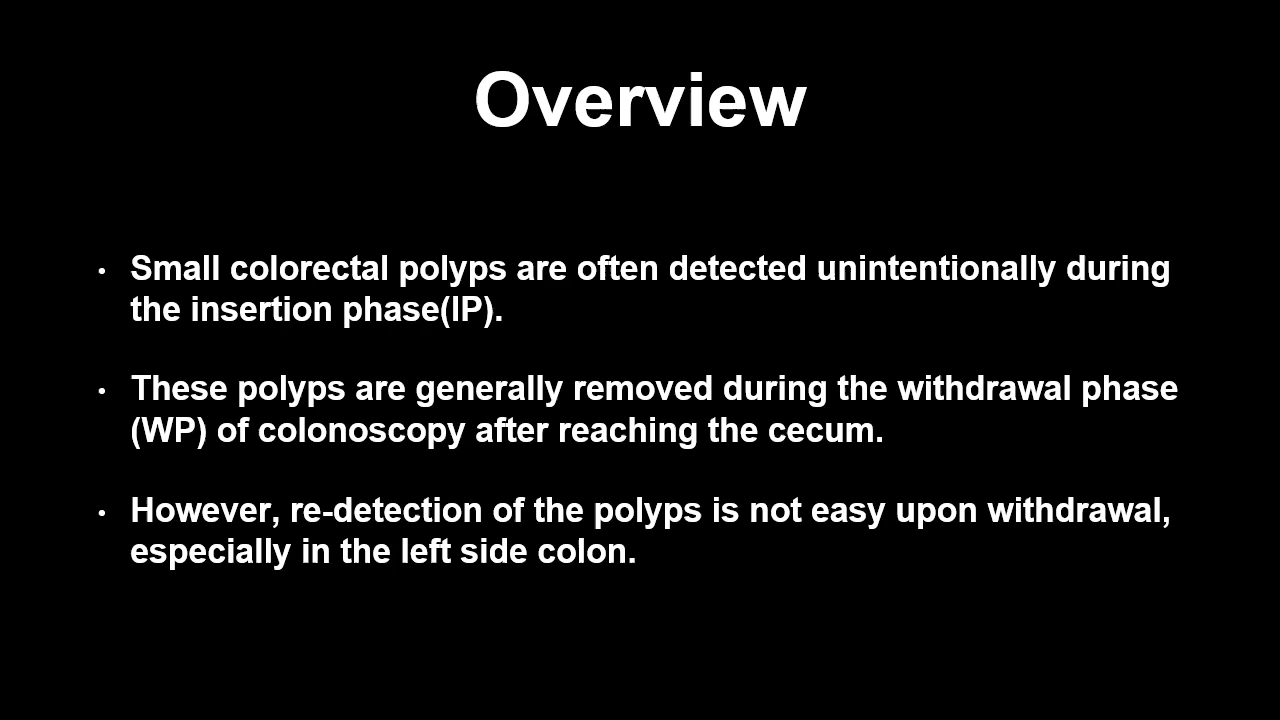 Overview
• Small colorectal polyps are often detected unintentionally during
the insertion phase(IP).
• These polyps are generally removed during the withdrawal phase
(WP) of colonoscopy after reaching the cecum.
• However, re-detection of the polyps is not easy upon withdrawal,
especially in the left side colon.